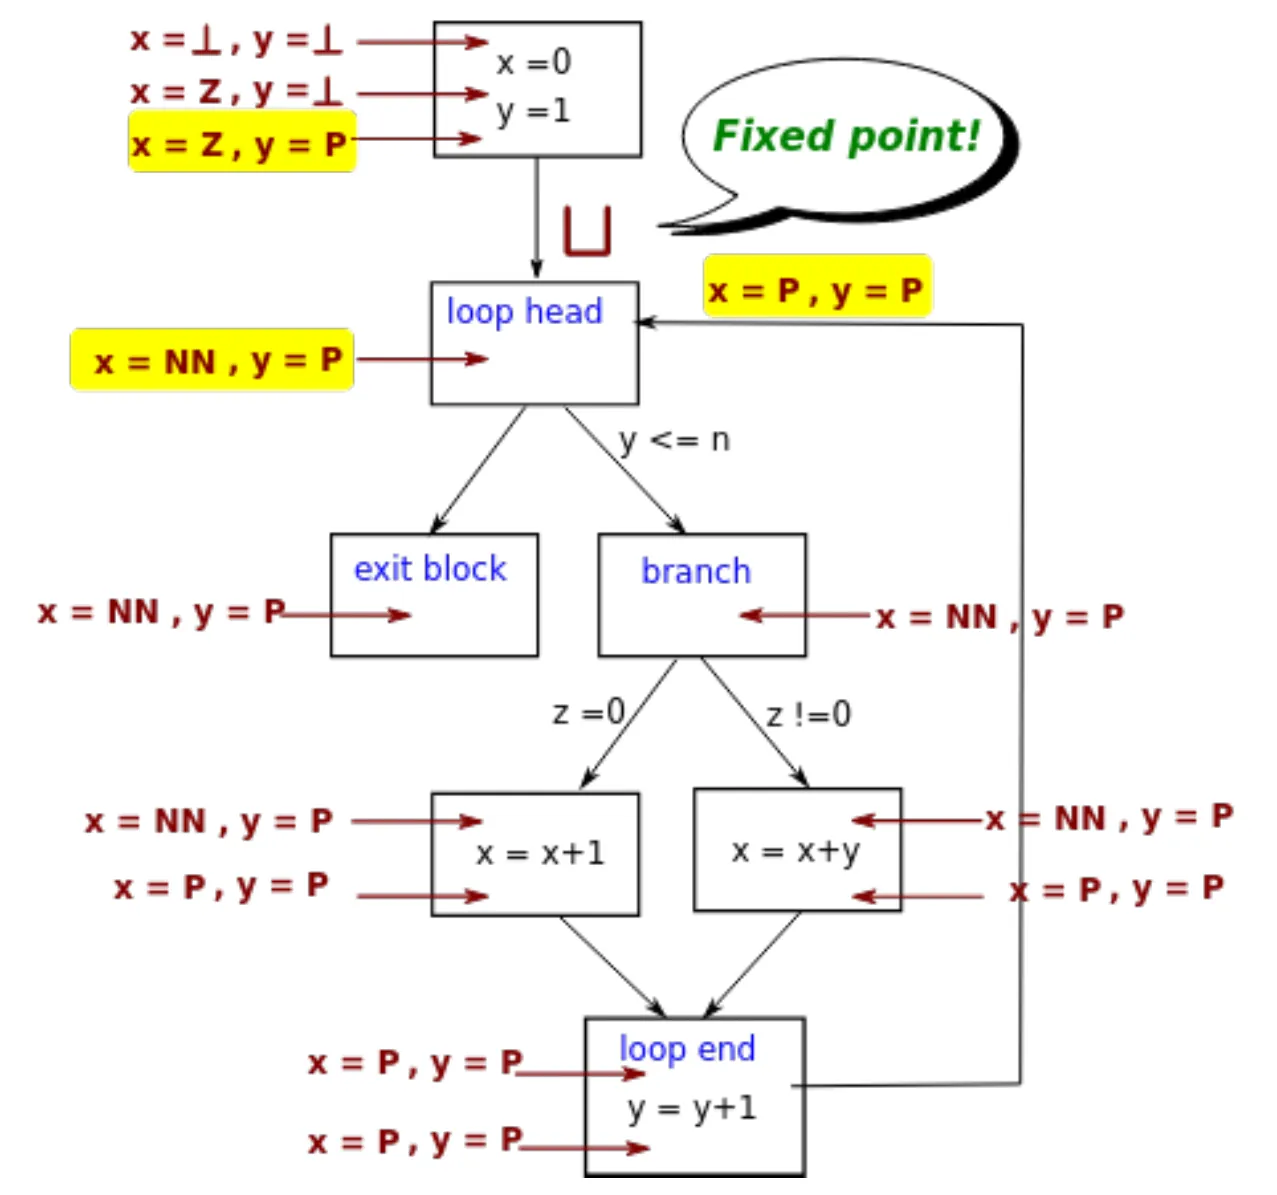 x =⊥, y =⊥
x =0
x = Z, y =⊥
y =1
x = Z, y = P
Fixed point!
⊔
x = P, y = P
loop head
x = NN, y = P
y <= n
exit block
branch
x = NN, y = P
x = NN, y = P
z =0
z !=0
x = NN, y = P
x = x+1
x = P, y = P
x = x+y
x = NN, y = P
x = P, y = P
loop end
x = P, y = P
y = y+1
x = P, y = P